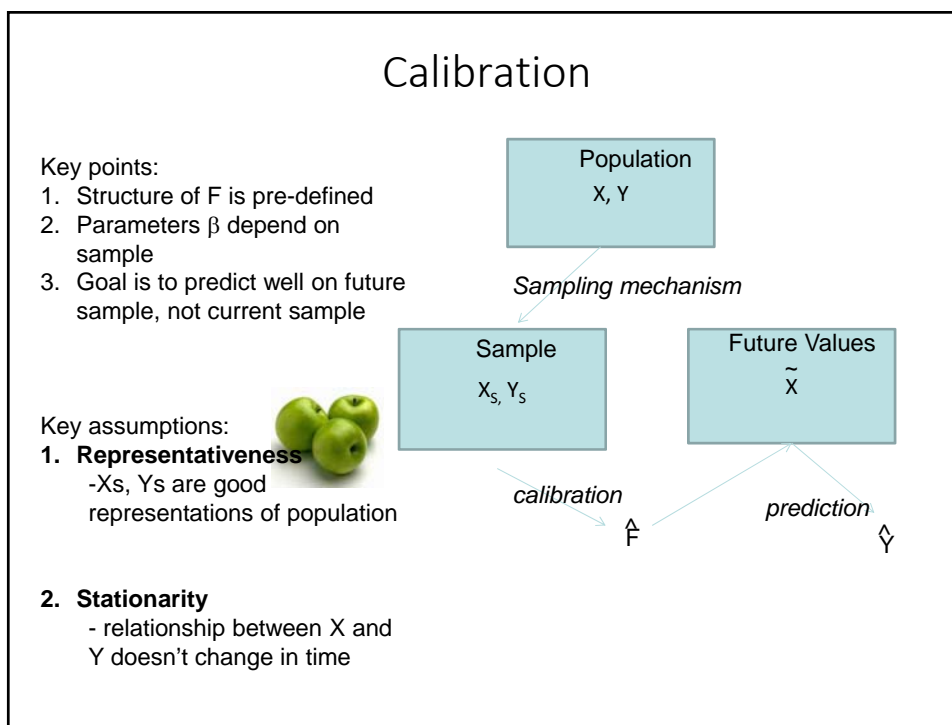 Calibration
Key points:
1. Structure of F is pre-defined
2. Parameters β depend on
sample
3. Goal is to predict well on future
sample, not current sample
Key assumptions:
1. Representativeness
-Xs, Ys are good
representations of population
2. Stationarity
- relationship between X and
Y doesn't change in time
Population
X, Y
Sampling mechanism
Sample
Xₛ, Yₛ
Future Values
X̃
calibration
F̂
prediction
Ŷ